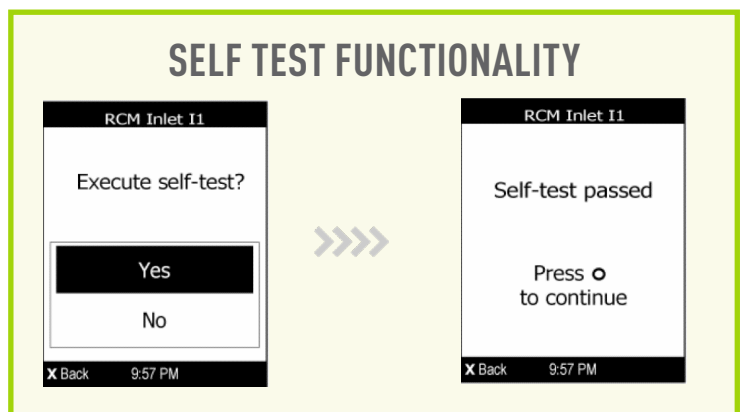 SELF TEST FUNCTIONALITY
RCM Inlet I1
Execute self-test?
Yes
No
X Back 9:57 PM
RCM Inlet I1
Self-test passed
Press O
to continue
X Back 9:57 PM